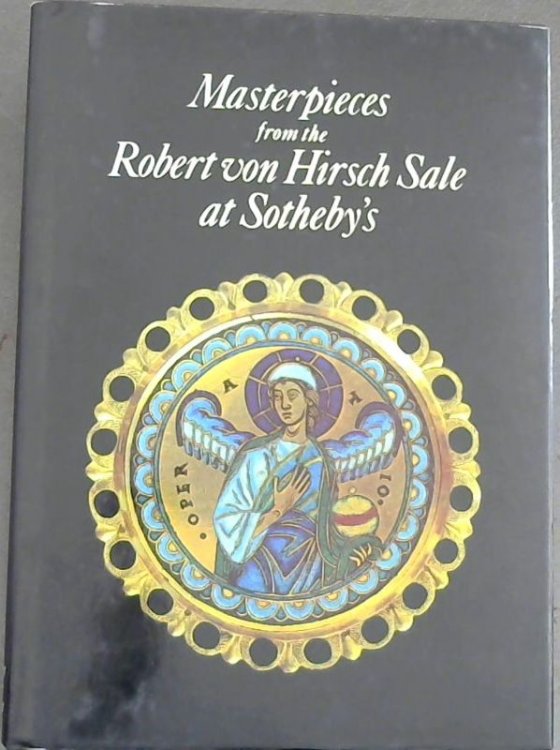 Masterpieces
from the
Robert von Hirsch Sale
at Sotheby's
OPER A A IO